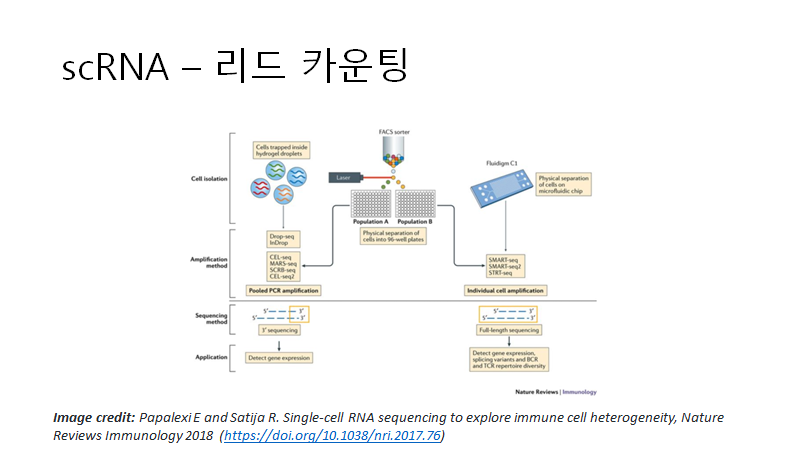 scRNA – 리드 카운팅
Cell isolation
Cells trapped inside
hydrogel droplets
FACS sorter
Laser
Population A
Population B
Physical separation of
cells into 96-well plates
Fluidigm C1
Physical separation
of cells on
microfluidic chip
Amplification
method
Drop-seq
InDrop
CEL-seq
MARS-seq
SCRB-seq
CEL-seq2
Pooled PCR amplification
SMART-seq
SMART-seq2
STRT-seq
Individual cell amplification
Sequencing
method
5′ 3′
5′ 3′
3′ sequencing
5′ 3′
5′ 3′
Full-length sequencing
Application
Detect gene expression
Detect gene expression,
splicing variants and BCR
and TCR repertoire diversity
Nature Reviews | Immunology
Image credit: Papalexi E and Satija R. Single-cell RNA sequencing to explore immune cell heterogeneity, Nature
Reviews Immunology 2018 (https://doi.org/10.1038/nri.2017.76)